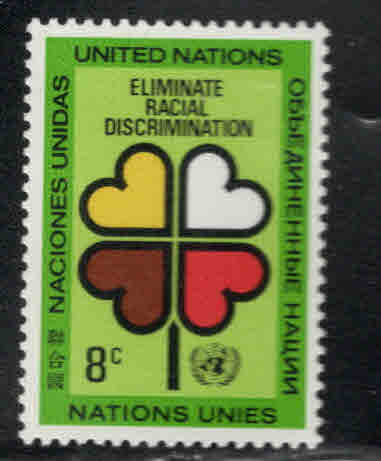 UNITED NATIONS
ELIMINATE
RACIAL
DISCRIMINATION
NACIONES UNIDAS
ОБЪЕДИНЕННЫЕ НАЦИИ
8c
NATIONS UNIES